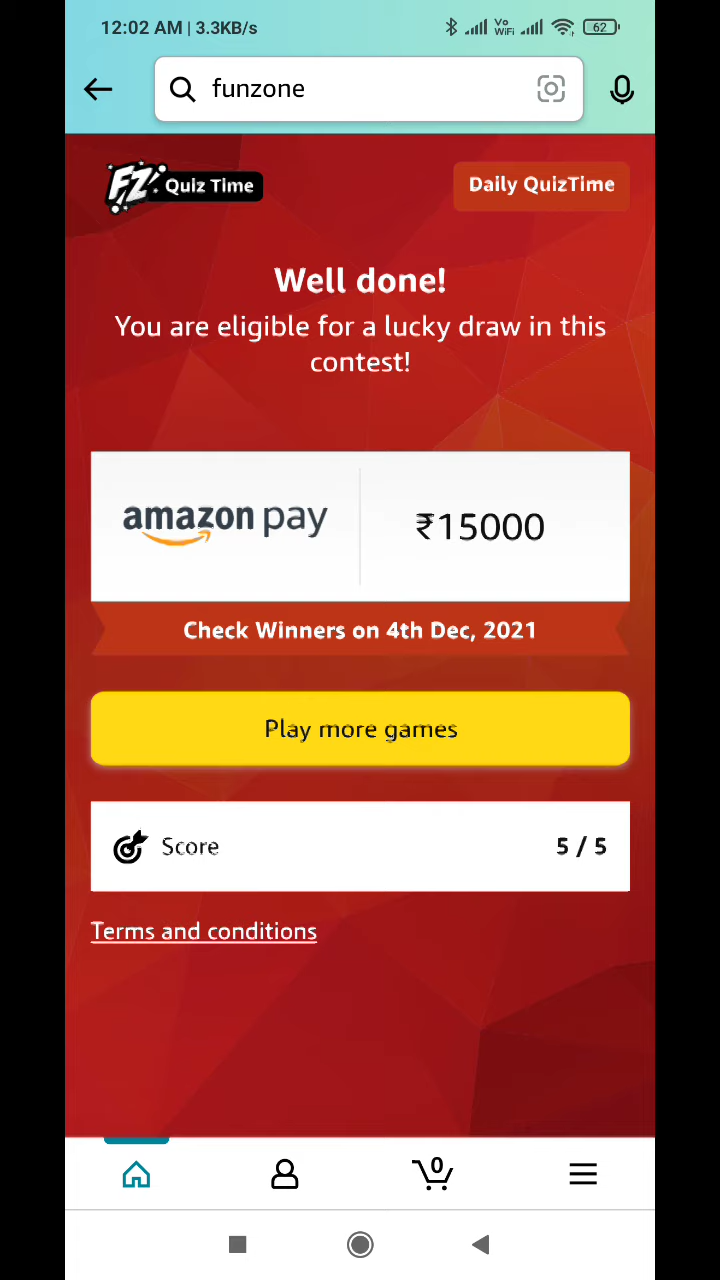 12:02 AM | 3.3KB/s
Vo
WiFi
62
funzone
FZ Quiz Time
Daily QuizTime
Well done!
You are eligible for a lucky draw in this
contest!
amazon pay
₹15000
Check Winners on 4th Dec, 2021
Play more games
Score
5 / 5
Terms and conditions
0